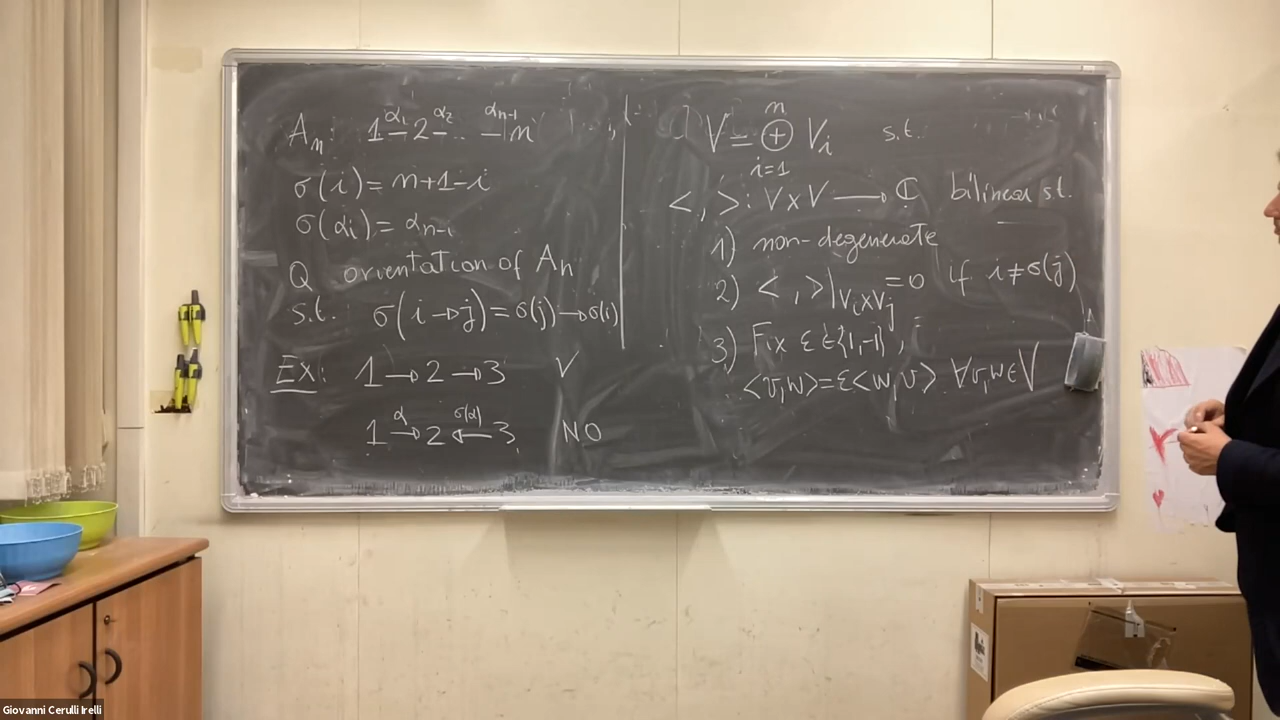 Aₙ: 1 —α₁— 2 —α₂— ... —αₙ₋₁— n
σ(i) = n+1-i
σ(αᵢ) = αₙ₋ᵢ
Q orientation of Aₙ
s.t. σ(i → j) = σ(j) → σ(i)
EX: 1 → 2 → 3 V
1 →α 2 ←σ(α) 3 NO
V = ⊕ᵢ₌₁ⁿ Vᵢ s.t.
< , >: V x V → ℂ bilinear s.t.
1) non-degenerate
2) < , >|Vᵢ x Vⱼ = 0 if i ≠ σ(j)
3) Fix ε ∈ {1, -1},
<v, w> = ε <w, v> ∀ v, w ∈ V
Giovanni Cerulli Irelli